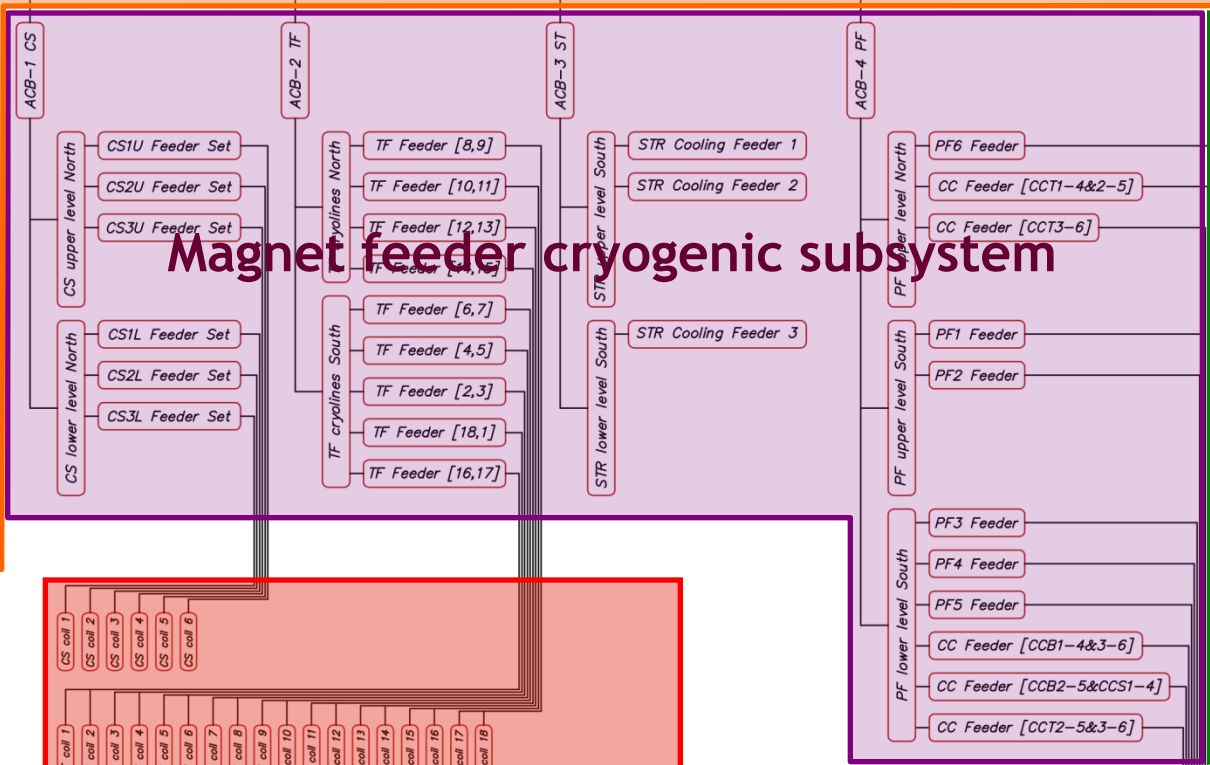 ACB-1 CS
CS upper level North
CS1U Feeder Set
CS2U Feeder Set
CS3U Feeder Set
CS lower level North
CS1L Feeder Set
CS2L Feeder Set
CS3L Feeder Set
ACB-2 TF
cryolines North
TF Feeder [8,9]
TF Feeder [10,11]
TF Feeder [12,13]
TF Feeder
TF cryolines South
TF Feeder [6,7]
TF Feeder [4,5]
TF Feeder [2,3]
TF Feeder [18,1]
TF Feeder [16,17]
ACB-3 ST
STR upper level South
STR Cooling Feeder 1
STR Cooling Feeder 2
STR lower level South
STR Cooling Feeder 3
ACB-4 PF
PF upper level North
PF6 Feeder
CC Feeder [CCT1-4&2-5]
CC Feeder [CCT3-6]
PF upper level South
PF1 Feeder
PF2 Feeder
PF lower level South
PF3 Feeder
PF4 Feeder
PF5 Feeder
CC Feeder [CCB1-4&3-6]
CC Feeder [CCB2-5&CCS1-4]
CC Feeder [CCT2-5&3-6]
Magnet feeder cryogenic subsystem
CS coil 1
CS coil 2
CS coil 3
CS coil 4
CS coil 5
CS coil 6
coil 1
coil 2
coil 3
coil 4
coil 5
coil 6
coil 7
coil 8
coil 9
coil 10
coil 11
coil 12
coil 13
coil 14
coil 15
coil 16
coil 17
coil 18